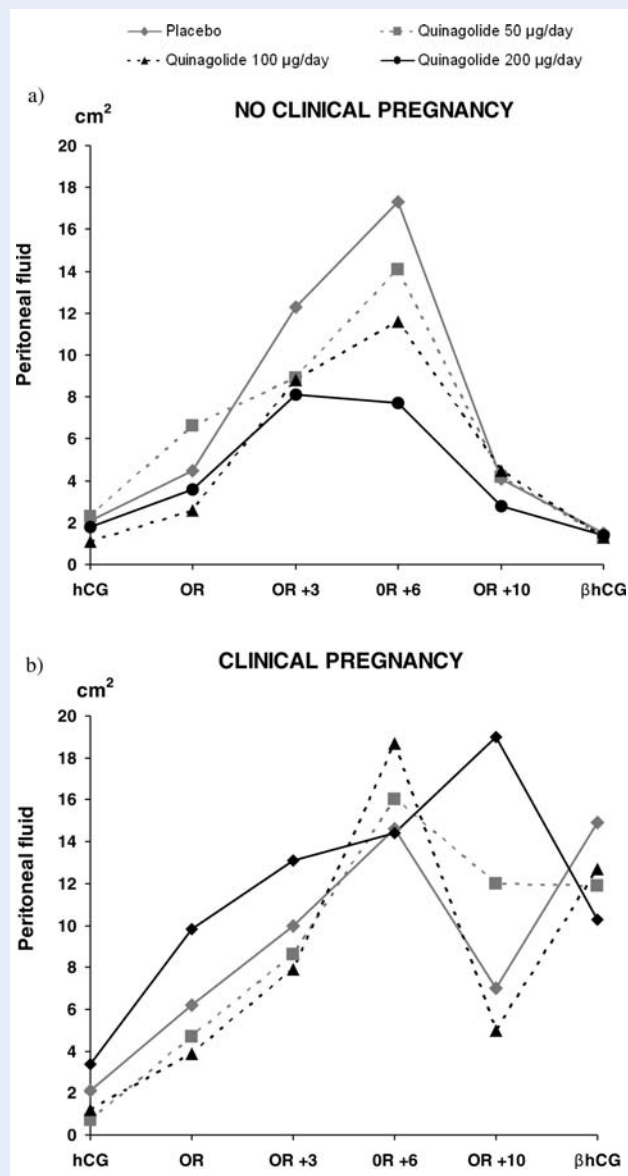 Placebo
Quinagolide 50 µg/day
Quinagolide 100 µg/day
Quinagolide 200 µg/day
a)
cm²
NO CLINICAL PREGNANCY
Peritoneal fluid
20
18
16
14
12
10
8
6
4
2
0
hCG OR OR +3 0R +6 OR +10 βhCG
b)
CLINICAL PREGNANCY
cm²
Peritoneal fluid
20
18
16
14
12
10
8
6
4
2
0
hCG OR OR +3 0R +6 OR +10 βhCG